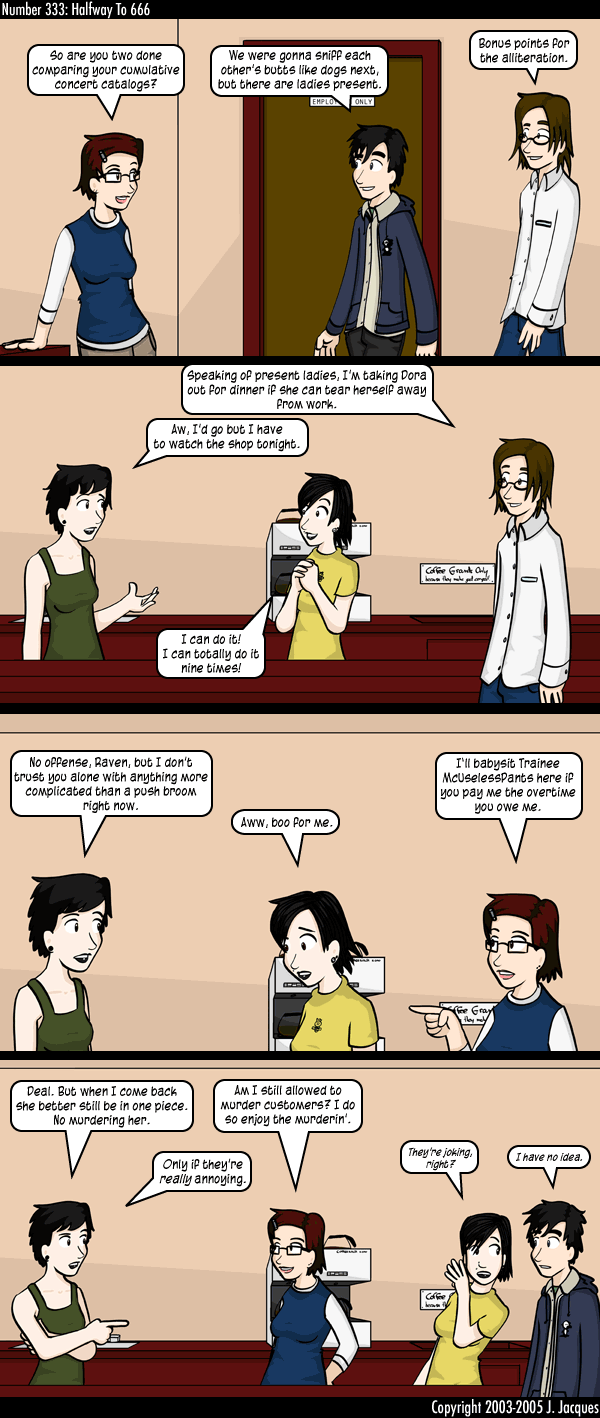 Number 333: Halfway To 666
So are you two done
comparing your cumulative
concert catalogs?
We were gonna sniff each
other's butts like dogs next,
but there are ladies present.
Bonus points for
the alliteration.
ONLY
Speaking of present ladies, I'm taking Dora
out for dinner if she can tear herself away
from work.
Aw, I'd go but I have
to watch the shop tonight.
I can do it!
I can totally do it
nine times!
Coffee Grounds Only
because they make good compost
No offense, Raven, but I don't
trust you alone with anything more
complicated than a push broom
right now.
Aww, boo for me.
I'll babysit Trainee
McUselessPants here if
you pay me the overtime
you owe me.
Deal. But when I come back
she better still be in one piece.
No murdering her.
Am I still allowed to
murder customers? I do
so enjoy the murderin'.
Only if they're
really annoying.
They're joking,
right?
I have no idea.
Coffee
Copyright 2003-2005 J. Jacques